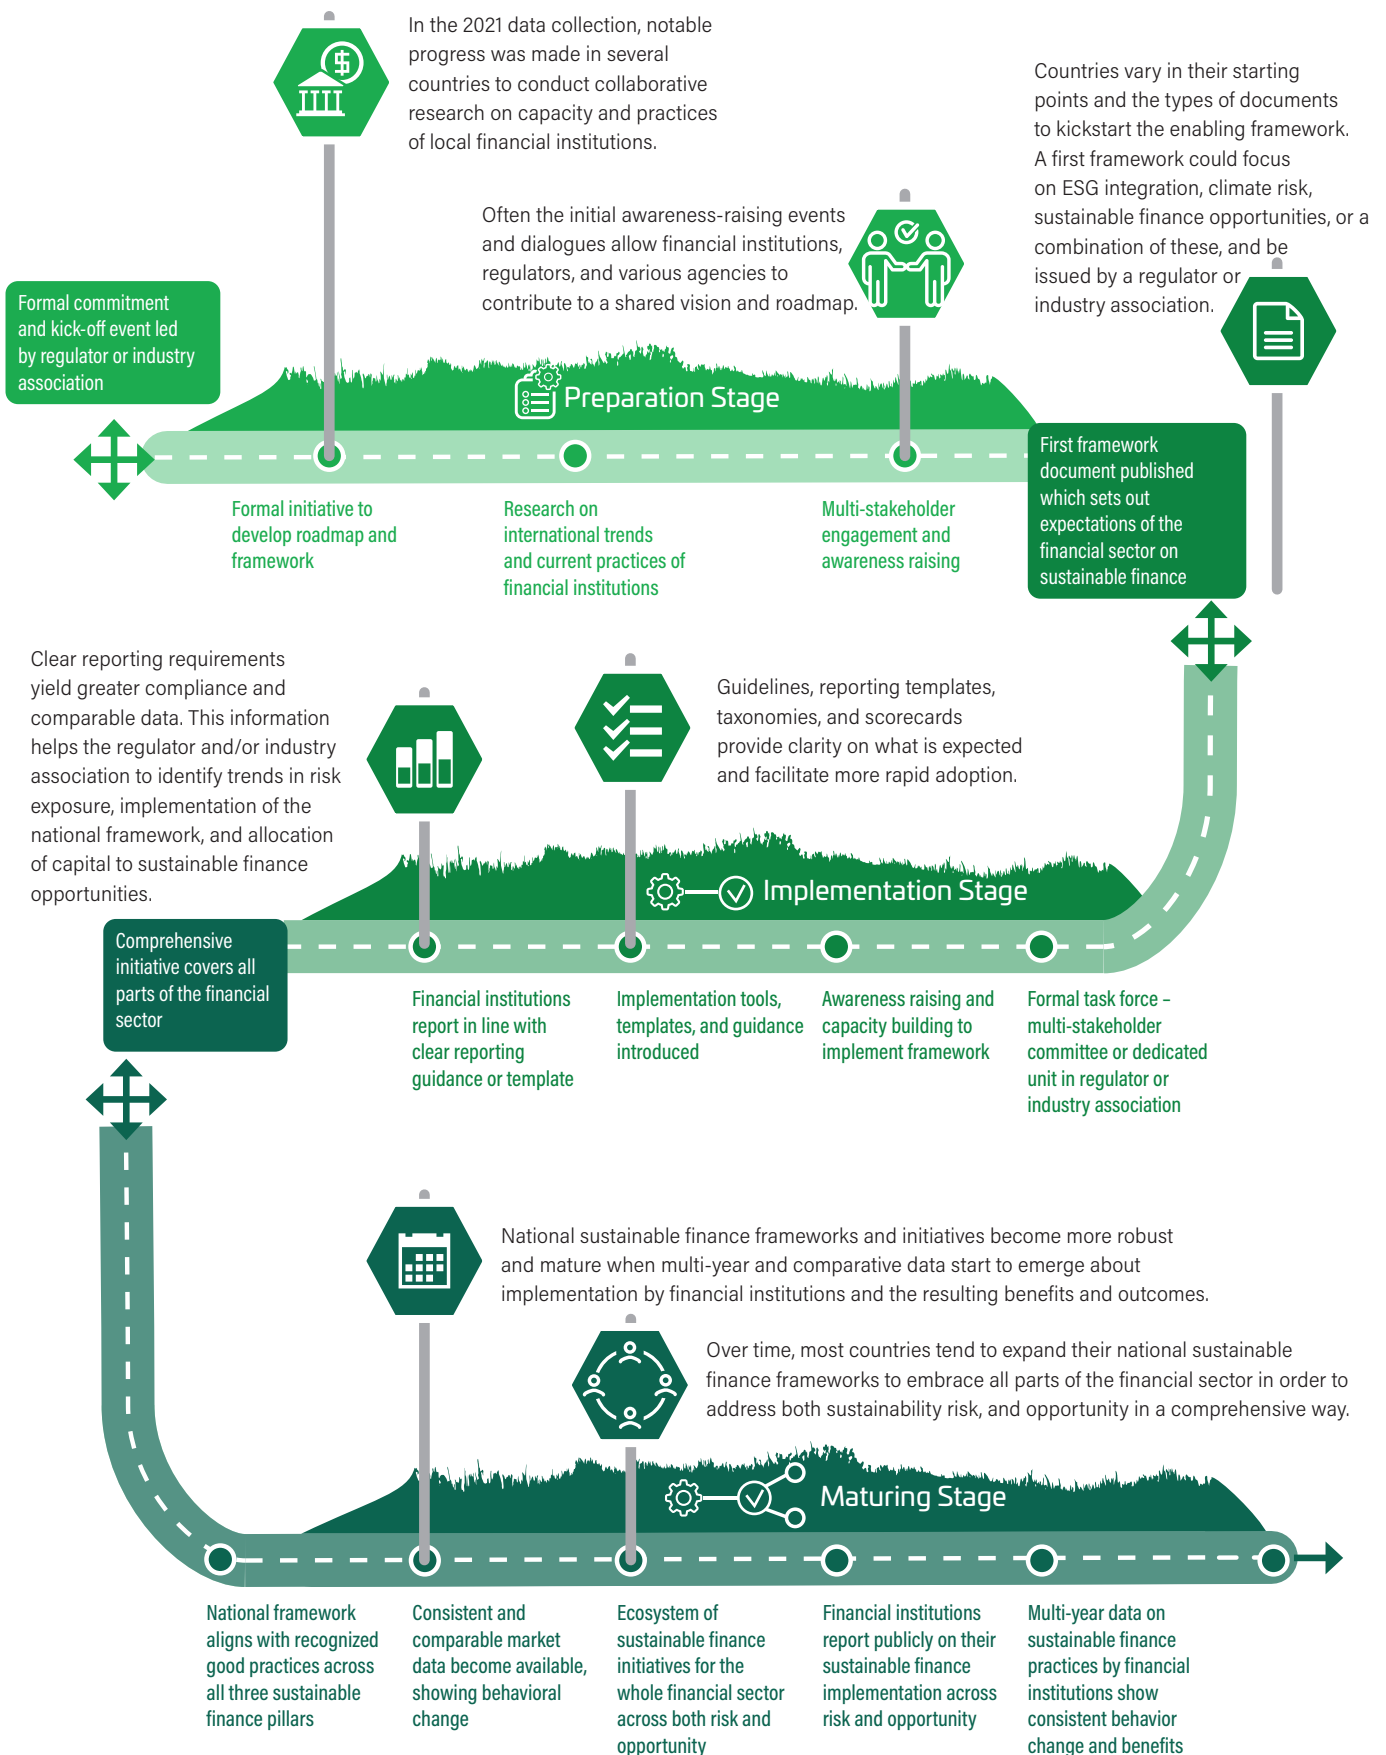 In the 2021 data collection, notable
progress was made in several
countries to conduct collaborative
research on capacity and practices
of local financial institutions.
Countries vary in their starting
points and the types of documents
to kickstart the enabling framework.
A first framework could focus
on ESG integration, climate risk,
sustainable finance opportunities, or a
combination of these, and be
issued by a regulator or
industry association.
Often the initial awareness-raising events
and dialogues allow financial institutions,
regulators, and various agencies to
contribute to a shared vision and roadmap.
Formal commitment
and kick-off event led
by regulator or industry
association
Preparation Stage
Formal initiative to
develop roadmap and
framework
Research on
international trends
and current practices of
financial institutions
Multi-stakeholder
engagement and
awareness raising
First framework
document published
which sets out
expectations of the
financial sector on
sustainable finance
Clear reporting requirements
yield greater compliance and
comparable data. This information
helps the regulator and/or industry
association to identify trends in risk
exposure, implementation of the
national framework, and allocation
of capital to sustainable finance
opportunities.
Guidelines, reporting templates,
taxonomies, and scorecards
provide clarity on what is expected
and facilitate more rapid adoption.
Implementation Stage
Comprehensive
initiative covers all
parts of the financial
sector
Financial institutions
report in line with
clear reporting
guidance or template
Implementation tools,
templates, and guidance
introduced
Awareness raising and
capacity building to
implement framework
Formal task force –
multi-stakeholder
committee or dedicated
unit in regulator or
industry association
National sustainable finance frameworks and initiatives become more robust
and mature when multi-year and comparative data start to emerge about
implementation by financial institutions and the resulting benefits and outcomes.
Over time, most countries tend to expand their national sustainable
finance frameworks to embrace all parts of the financial sector in order to
address both sustainability risk, and opportunity in a comprehensive way.
Maturing Stage
National framework
aligns with recognized
good practices across
all three sustainable
finance pillars
Consistent and
comparable market
data become available,
showing behavioral
change
Ecosystem of
sustainable finance
initiatives for the
whole financial sector
across both risk and
opportunity
Financial institutions
report publicly on their
sustainable finance
implementation across
risk and opportunity
Multi-year data on
sustainable finance
practices by financial
institutions show
consistent behavior
change and benefits